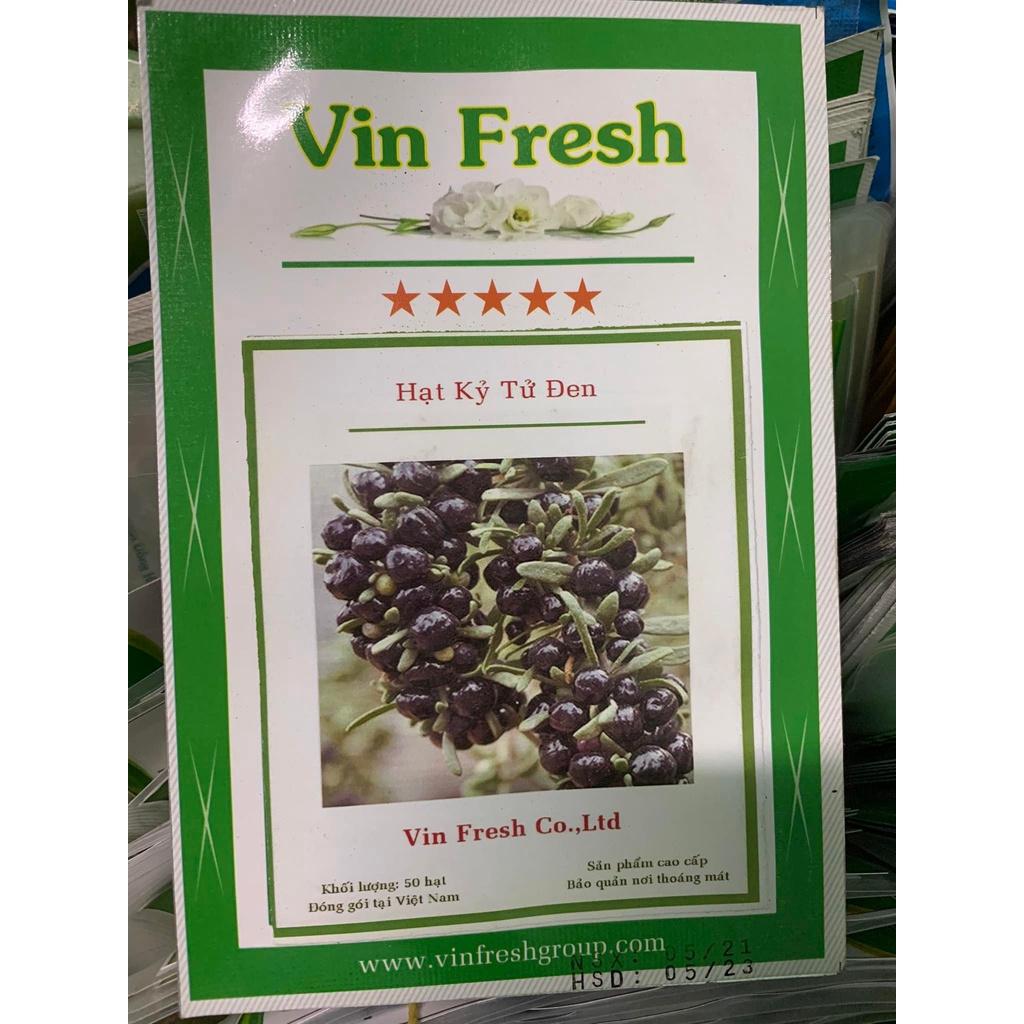 Vin Fresh
Hạt Kỷ Tử Đen
Vin Fresh Co.,Ltd
Khối lượng: 50 hạt
Đóng gói tại Việt Nam
Sản phẩm cao cấp
Bảo quản nơi thoáng mát
www.vinfreshgroup.com
NSX: 05/21
HSD: 05/23